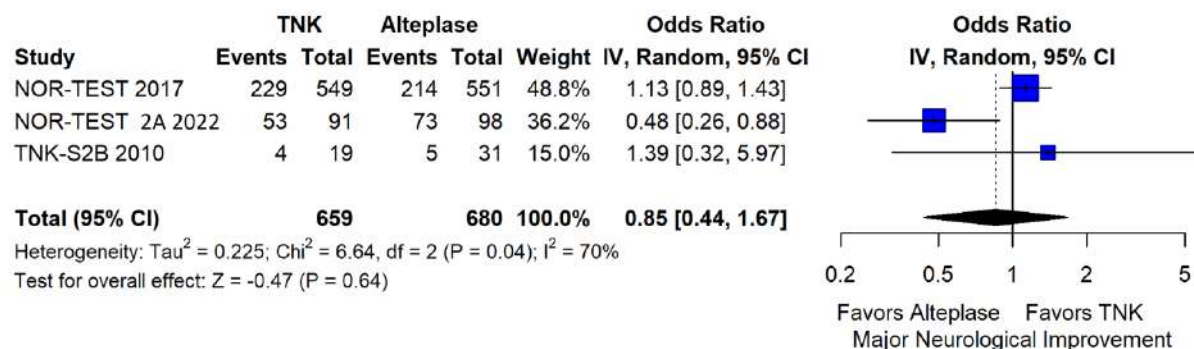 TNK Alteplase Odds Ratio Odds Ratio
Study Events Total Events Total Weight IV, Random, 95% CI IV, Random, 95% CI
NOR-TEST 2017 229 549 214 551 48.8% 1.13 [0.89, 1.43]
NOR-TEST 2A 2022 53 91 73 98 36.2% 0.48 [0.26, 0.88]
TNK-S2B 2010 4 19 5 31 15.0% 1.39 [0.32, 5.97]
Total (95% CI) 659 680 100.0% 0.85 [0.44, 1.67]
Heterogeneity: Tau² = 0.225; Chi² = 6.64, df = 2 (P = 0.04); I² = 70%
Test for overall effect: Z = -0.47 (P = 0.64)
0.2 0.5 1 2 5
Favors Alteplase Favors TNK
Major Neurological Improvement